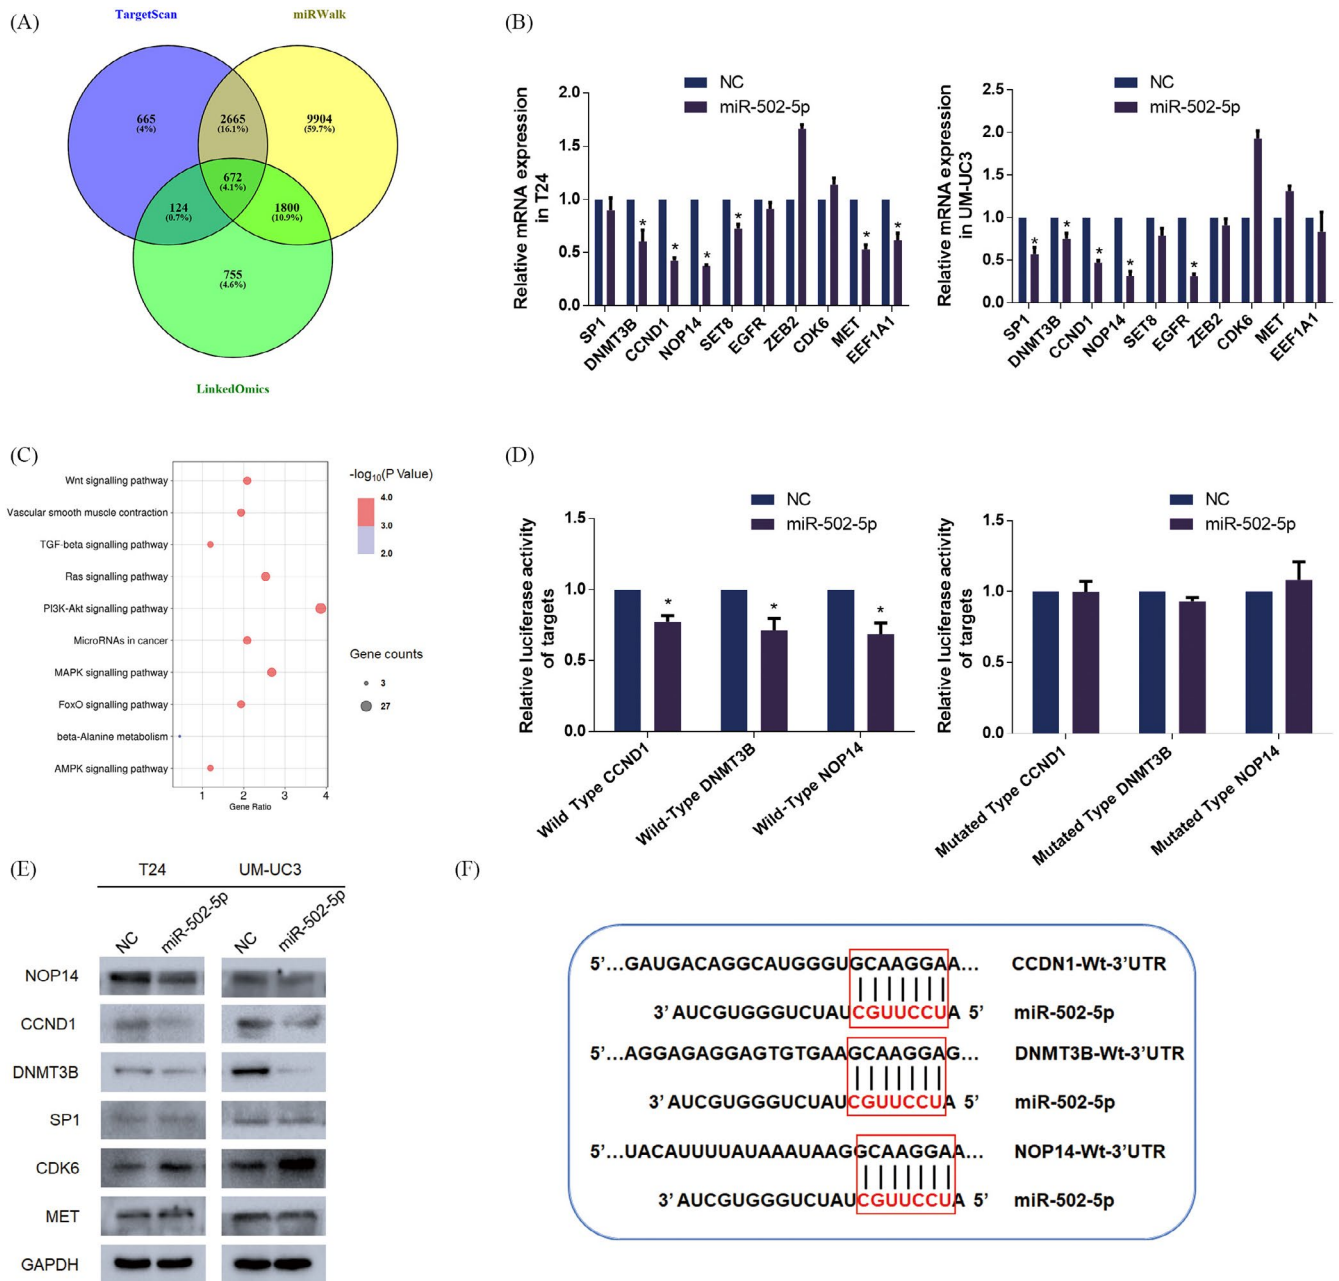 (A)
TargetScan
miRWalk
665
(4%)
2665
(16.1%)
9904
(59.7%)
672
(4.1%)
124
(0.7%)
1800
(10.9%)
755
(4.6%)
LinkedOmics
(B)
NC
miR-502-5p
Relative mRNA expression
in T24
2.0
1.5
1.0
0.5
0.0
* * * * * *
SP1
DNMT3B
CCND1
NOP14
SET8
EGFR
ZEB2
CDK6
MET
EEF1A1
NC
miR-502-5p
Relative mRNA expression
in UM-UC3
2.5
2.0
1.5
1.0
0.5
0.0
* * * * *
SP1
DNMT3B
CCND1
NOP14
SET8
EGFR
ZEB2
CDK6
MET
EEF1A1
(C)
Wnt signalling pathway
Vascular smooth muscle contraction
TGF-beta signalling pathway
Ras signalling pathway
PI3K-Akt signalling pathway
MicroRNAs in cancer
MAPK signalling pathway
FoxO signalling pathway
beta-Alanine metabolism
AMPK signalling pathway
1 2 3 4
Gene Ratio
-log10(P Value)
4.0
3.0
2.0
Gene counts
3
27
(D)
NC
miR-502-5p
Relative luciferase activity
of targets
1.5
1.0
0.5
0.0
* * *
Wild Type CCND1
Wild-Type DNMT3B
Wild-Type NOP14
NC
miR-502-5p
Relative luciferase activity
of targets
1.5
1.0
0.5
0.0
Mutated Type CCND1
Mutated Type DNMT3B
Mutated Type NOP14
(E)
T24 UM-UC3
NC miR-502-5p NC miR-502-5p
NOP14
CCND1
DNMT3B
SP1
CDK6
MET
GAPDH
(F)
5’...GAUGACAGGCAUGGGUGCAAGGAA... CCDN1-Wt-3’UTR
3’ AUCGUGGGUCUAUCGUUCCUA 5’ miR-502-5p
5’...AGGAGAGGAGTGTGAAGCAAGGAG... DNMT3B-Wt-3’UTR
3’ AUCGUGGGUCUAUCGUUCCUA 5’ miR-502-5p
5’...UACAUUUUAUAAAUAAGGCAAGGAA... NOP14-Wt-3’UTR
3’ AUCGUGGGUCUAUCGUUCCUA 5’ miR-502-5p